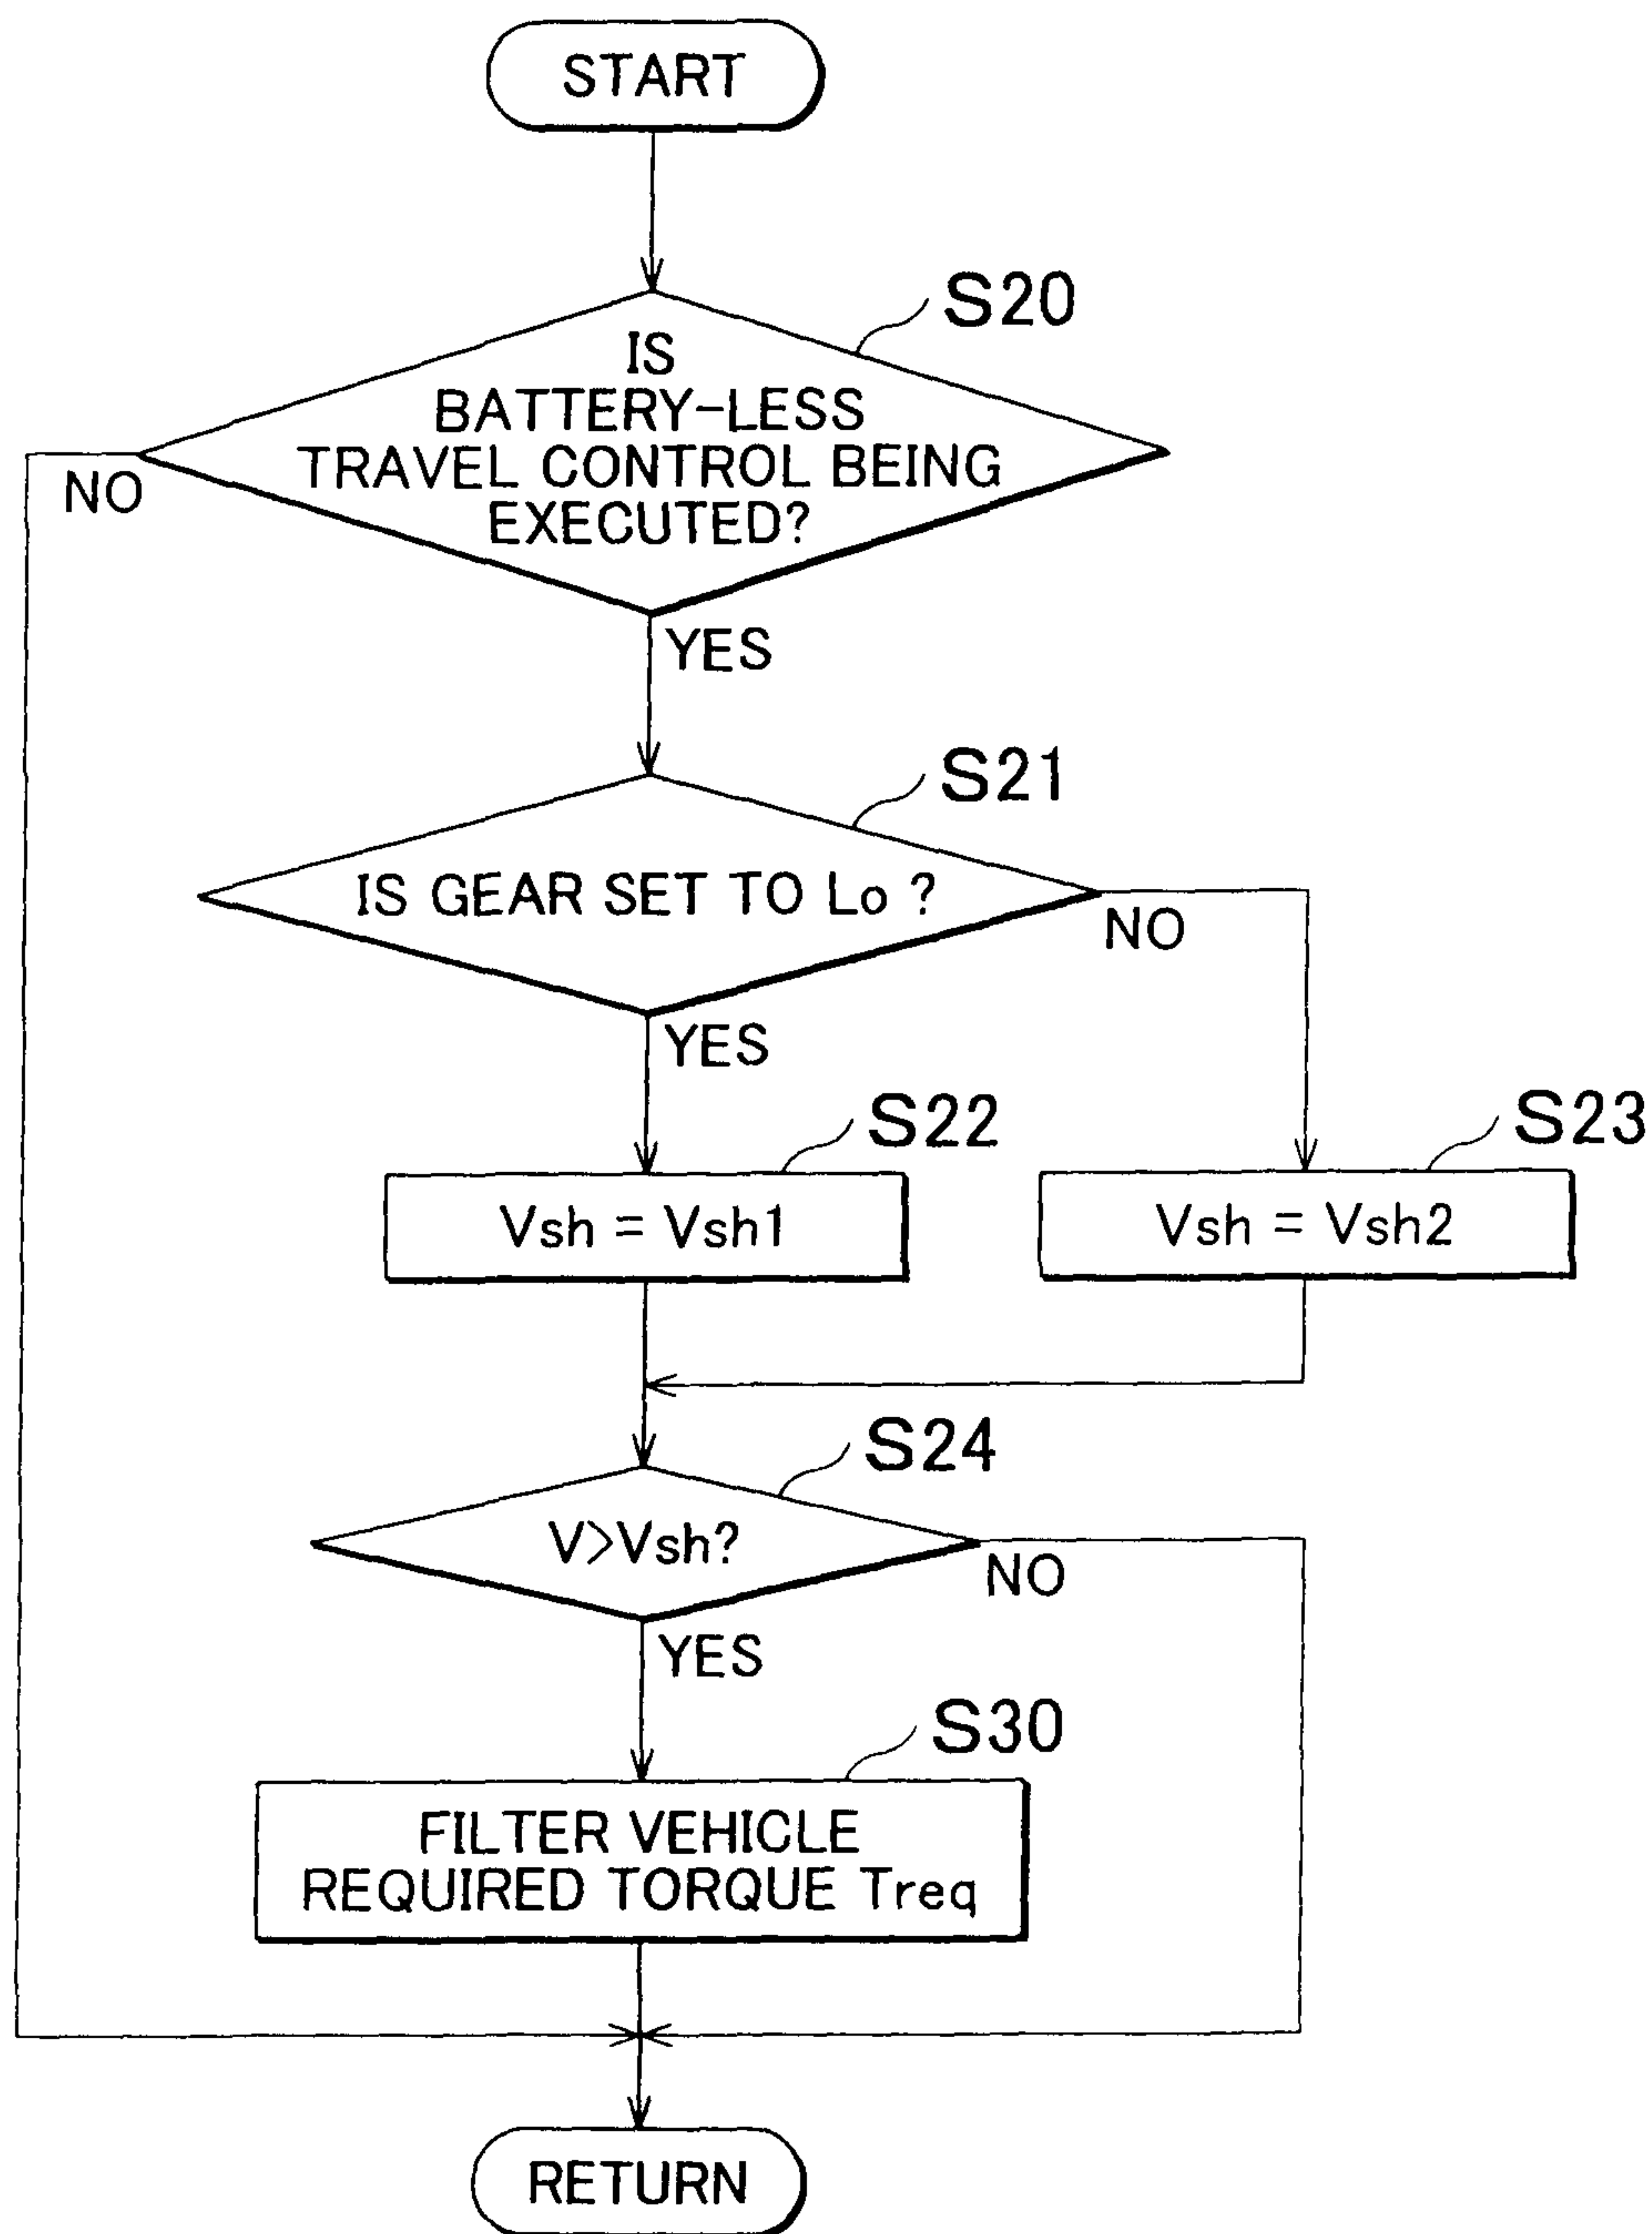 START
S20
IS
BATTERY-LESS
TRAVEL CONTROL BEING
EXECUTED?
NO
YES
S21
IS GEAR SET TO Lo ?
NO
YES
S22
S23
Vsh = Vsh1
Vsh = Vsh2
S24
V>Vsh?
NO
YES
S30
FILTER VEHICLE
REQUIRED TORQUE Treq
RETURN